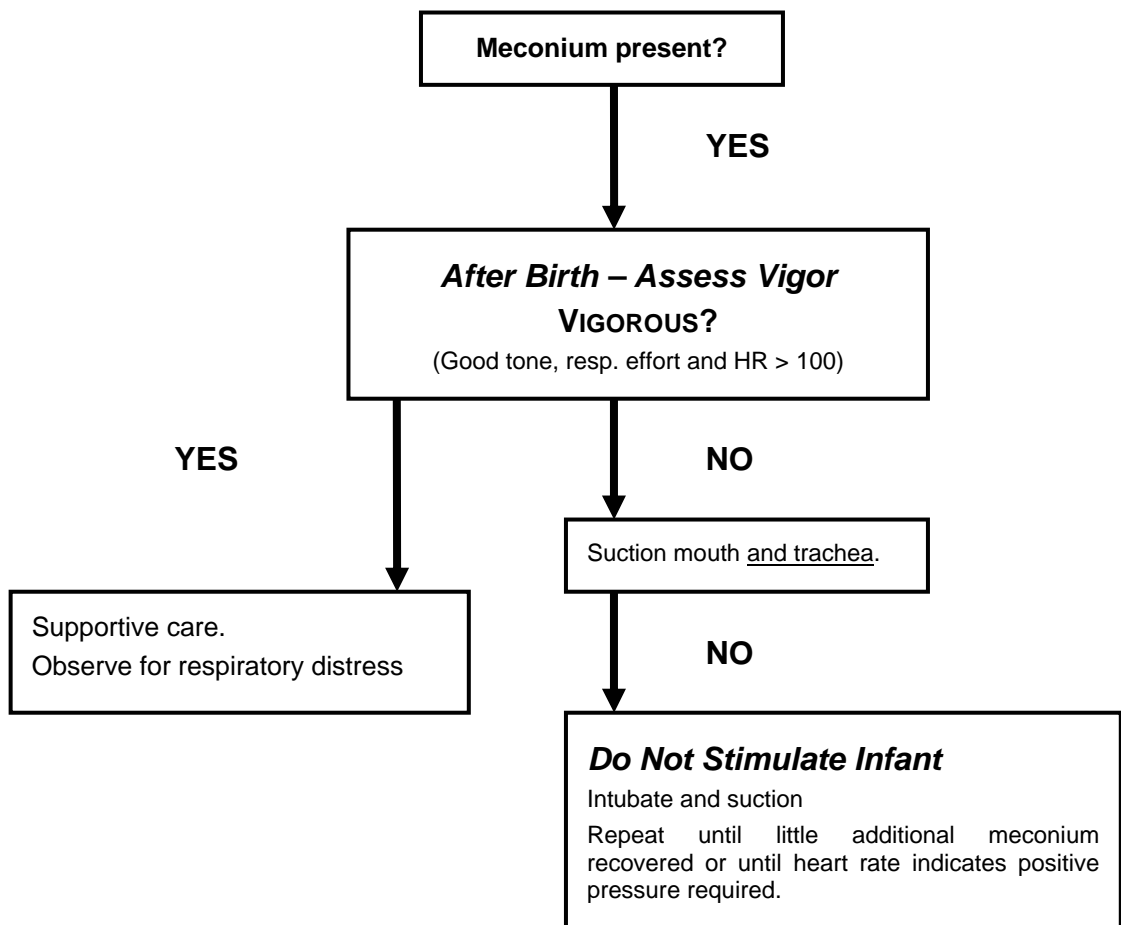 Meconium present?
YES
After Birth – Assess Vigor
VIGOROUS?
(Good tone, resp. effort and HR > 100)
YES
NO
Suction mouth and trachea.
Supportive care.
Observe for respiratory distress
NO
Do Not Stimulate Infant
Intubate and suction
Repeat until little additional meconium
recovered or until heart rate indicates positive
pressure required.